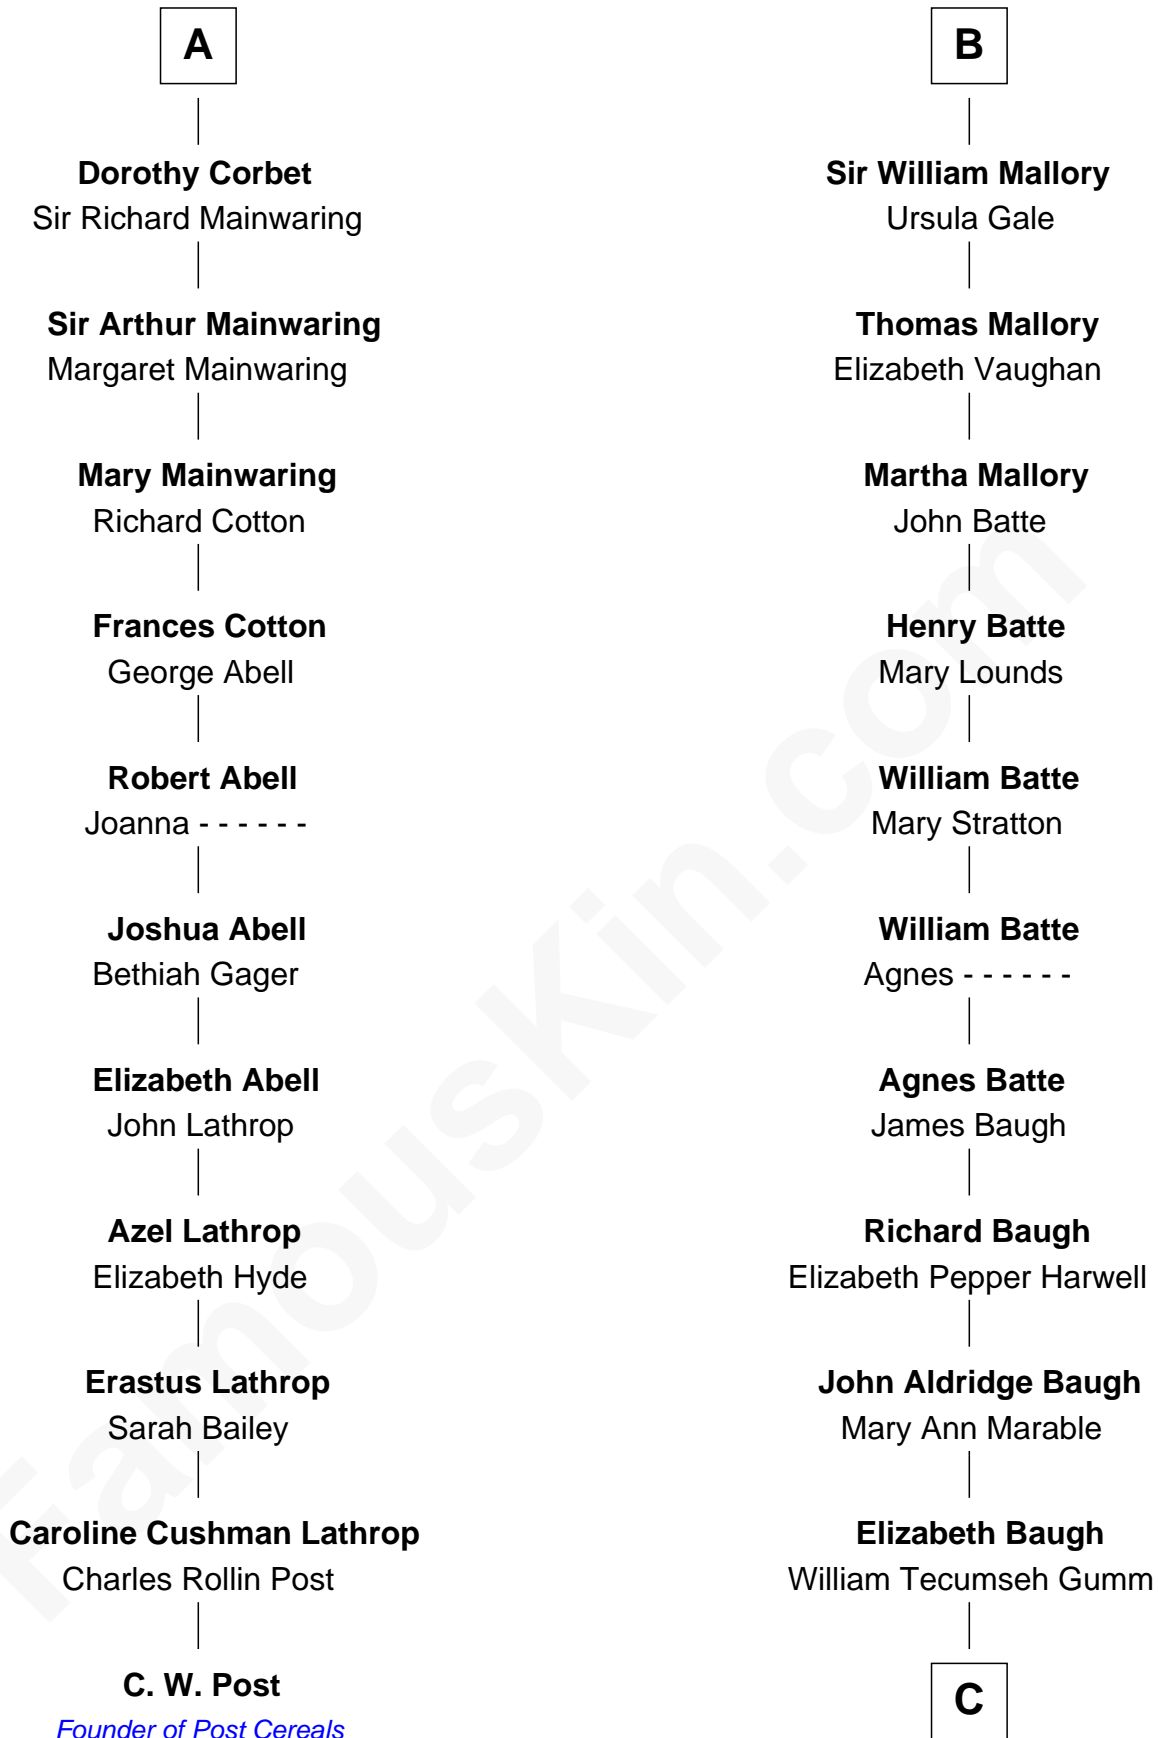 A
Dorothy Corbet
Sir Richard Mainwaring
Sir Arthur Mainwaring
Margaret Mainwaring
Mary Mainwaring
Richard Cotton
Frances Cotton
George Abell
Robert Abell
Joanna - - - - - -
Joshua Abell
Bethiah Gager
Elizabeth Abell
John Lathrop
Azel Lathrop
Elizabeth Hyde
Erastus Lathrop
Sarah Bailey
Caroline Cushman Lathrop
Charles Rollin Post
C. W. Post
Founder of Post Cereals
B
Sir William Mallory
Ursula Gale
Thomas Mallory
Elizabeth Vaughan
Martha Mallory
John Batte
Henry Batte
Mary Lounds
William Batte
Mary Stratton
William Batte
Agnes - - - - - -
Agnes Batte
James Baugh
Richard Baugh
Elizabeth Pepper Harwell
John Aldridge Baugh
Mary Ann Marable
Elizabeth Baugh
William Tecumseh Gumm
C
FamousKin.com